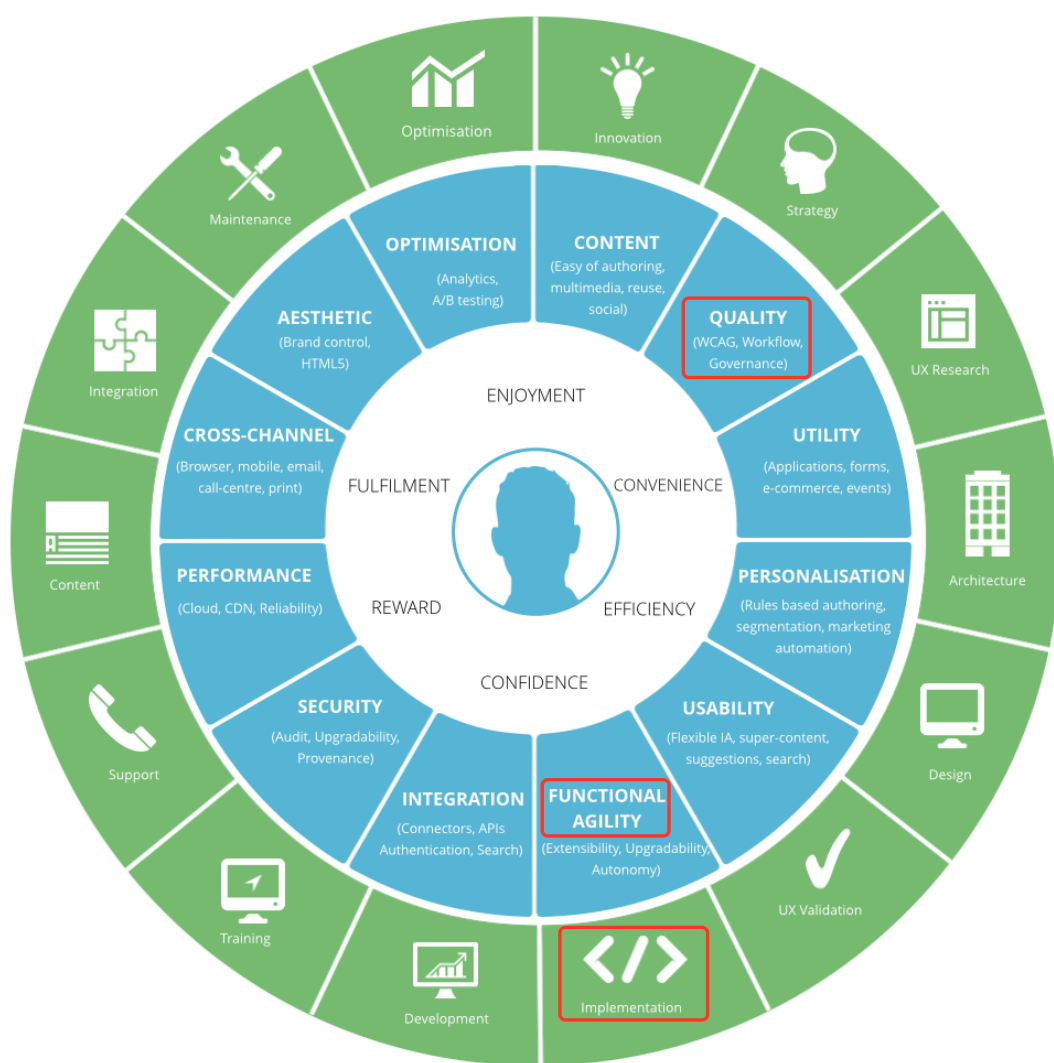 Optimisation
Innovation
Strategy
UX Research
Architecture
Design
UX Validation
Implementation
Development
Training
Support
Content
Integration
Maintenance
OPTIMISATION
(Analytics,
A/B testing)
CONTENT
(Easy of authoring,
multimedia, reuse,
social)
QUALITY
(WCAG, Workflow,
Governance)
UTILITY
(Applications, forms,
e-commerce, events)
PERSONALISATION
(Rules based authoring,
segmentation, marketing
automation)
USABILITY
(Flexible IA, super-content,
suggestions, search)
FUNCTIONAL
AGILITY
(Extensibility, Upgradability,
Autonomy)
INTEGRATION
(Connectors, APIs
Authentication, Search)
SECURITY
(Audit, Upgradability,
Provenance)
PERFORMANCE
(Cloud, CDN, Reliability)
CROSS-CHANNEL
(Browser, mobile, email,
call-centre, print)
AESTHETIC
(Brand control,
HTML5)
ENJOYMENT
CONVENIENCE
EFFICIENCY
CONFIDENCE
REWARD
FULFILMENT